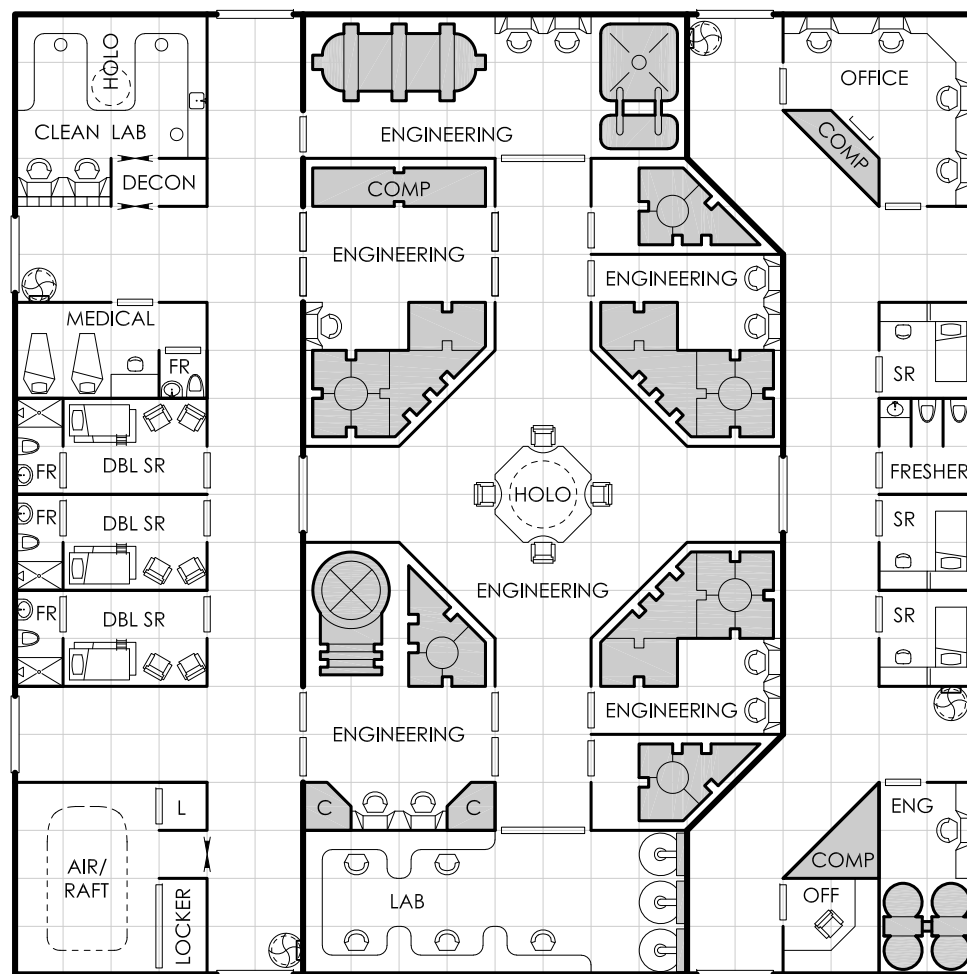 HOLO
OFFICE
CLEAN LAB
ENGINEERING
COMP
DECON
COMP
ENGINEERING
ENGINEERING
MEDICAL
FR
SR
DBL SR
FR
FRESHER
HOLO
FR
DBL SR
SR
ENGINEERING
FR
DBL SR
SR
ENGINEERING
ENGINEERING
L
C
C
ENG
AIR/
RAFT
COMP
LOCKER
LAB
OFF